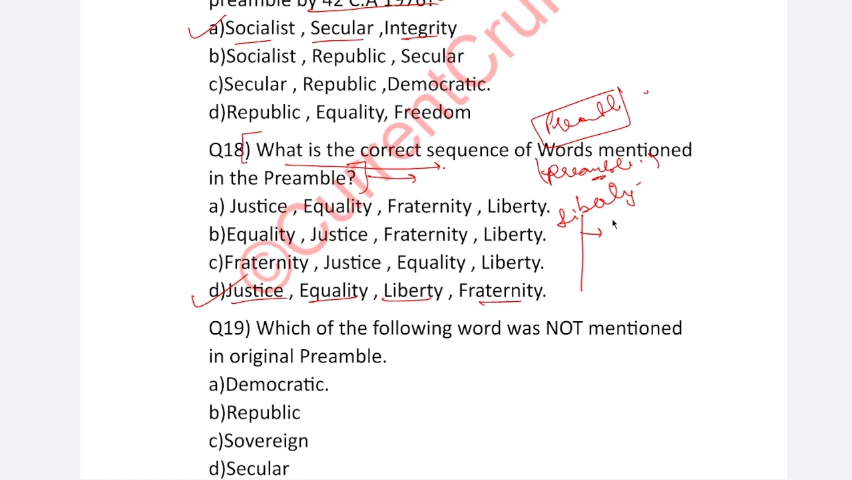 preamble by 42 C.A 1976?
a)Socialist , Secular ,Integrity
b)Socialist , Republic , Secular
c)Secular , Republic ,Democratic.
d)Republic , Equality, Freedom
Q18) What is the correct sequence of Words mentioned
in the Preamble?
a) Justice , Equality , Fraternity , Liberty.
b)Equality , Justice , Fraternity , Liberty.
c)Fraternity , Justice , Equality , Liberty.
d)Justice , Equality , Liberty , Fraternity.
Q19) Which of the following word was NOT mentioned
in original Preamble.
a)Democratic.
b)Republic
c)Sovereign
d)Secular
©CurrentCru